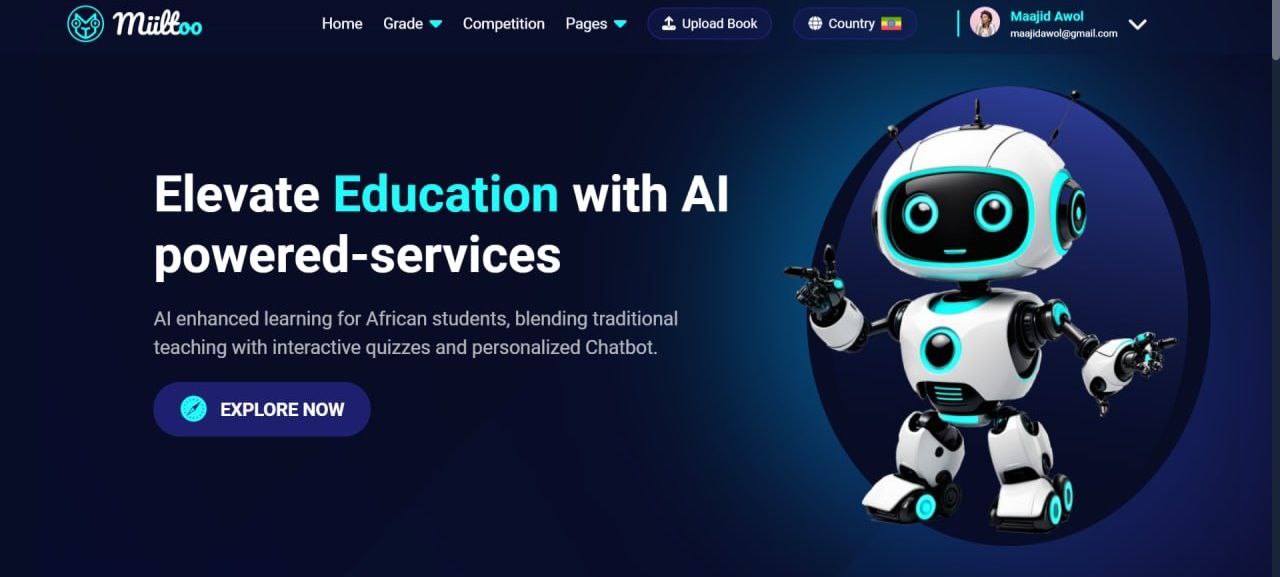 Mülltoo
Home Grade Competition Pages Upload Book Country Maajid Awol
maajidawol@gmail.com
Elevate Education with AI
powered-services
AI enhanced learning for African students, blending traditional
teaching with interactive quizzes and personalized Chatbot.
EXPLORE NOW